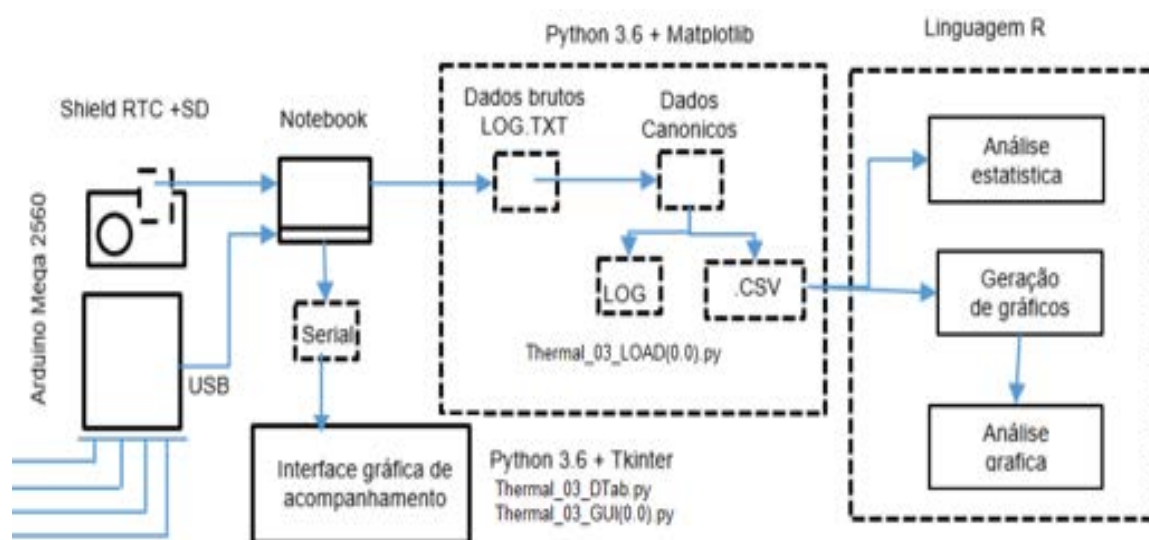 Python 3.6 + Matplotlib
Linguagem R
Shield RTC +SD
Notebook
Dados brutos
LOG.TXT
Dados
Canonicos
Análise
estatistica
Arduino Mega 2560
LOG
.CSV
Geração
de gráficos
Serial
USB
Thermal_03_LOAD(0.0).py
Interface gráfica de
acompanhamento
Python 3.6 + Tkinter
Thermal_03_DTab.py
Thermal_03_GUI(0.0).py
Análise
grafica